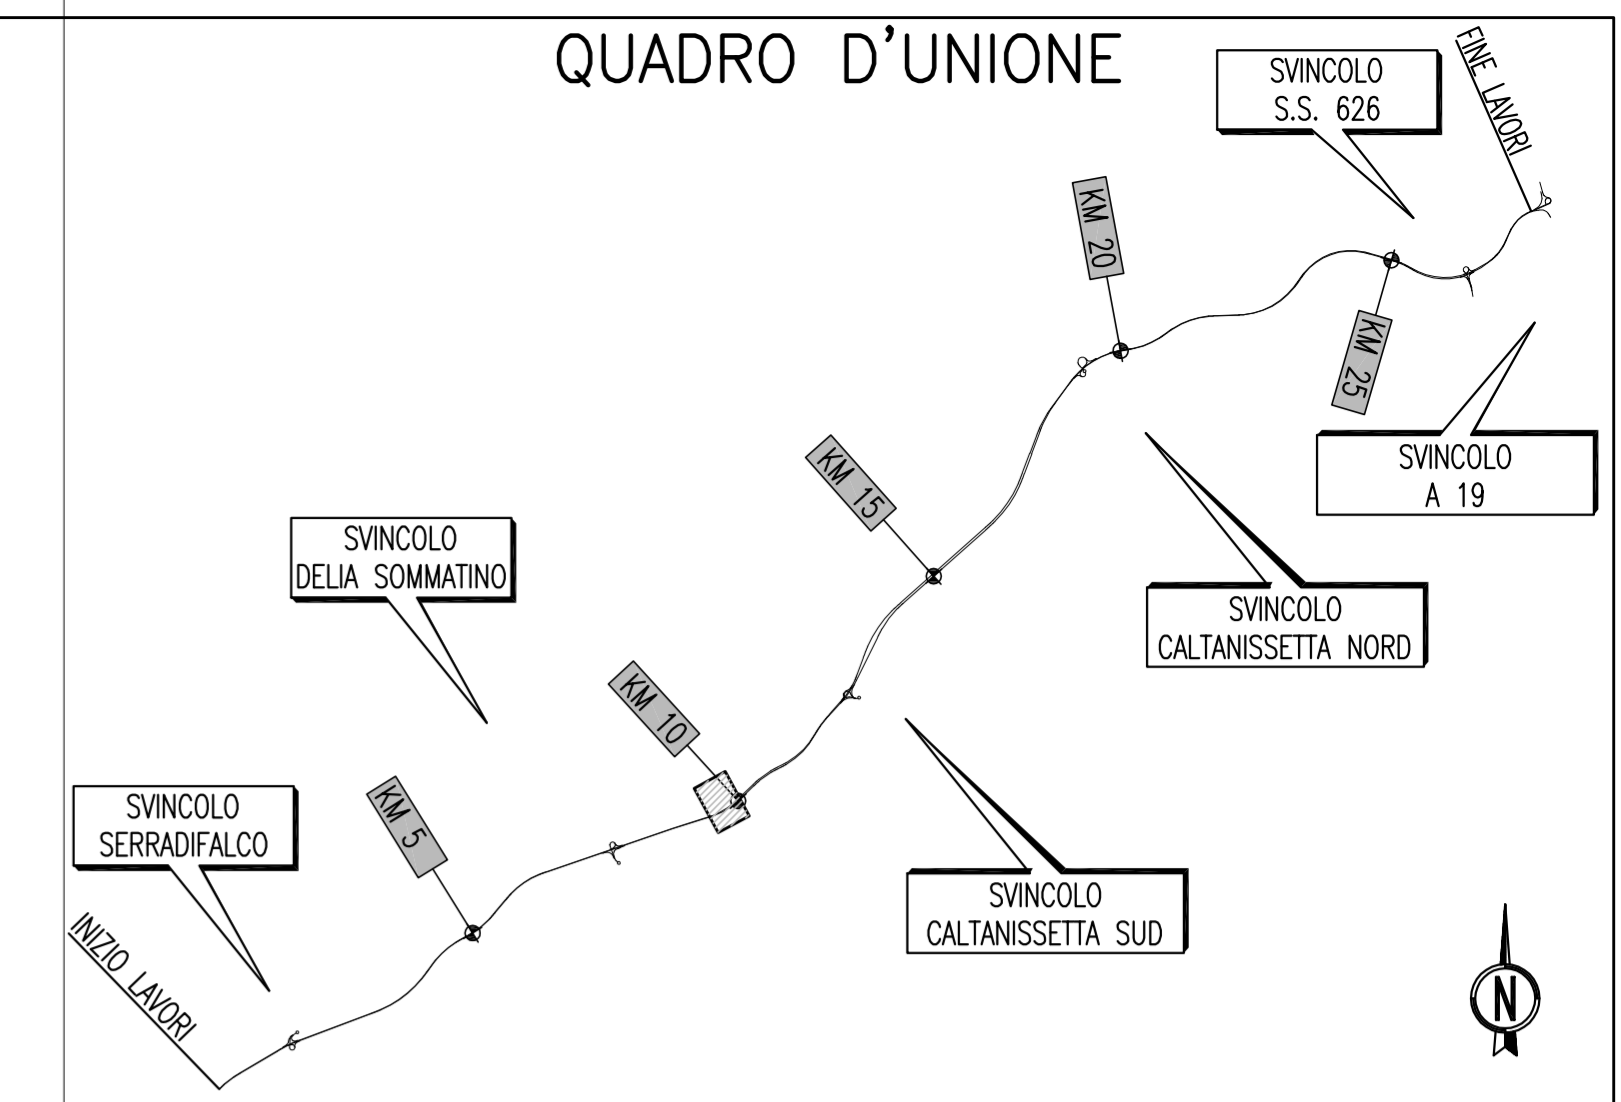 QUADRO D'UNIONE
SVINCOLO
S.S. 626
FINE LAVORI
KM 20
KM 25
SVINCOLO
A 19
KM 15
SVINCOLO
DELIA SOMMATINO
SVINCOLO
CALTANISSETTA NORD
KM 10
KM 5
SVINCOLO
SERRADIFALCO
SVINCOLO
CALTANISSETTA SUD
INIZIO LAVORI
N